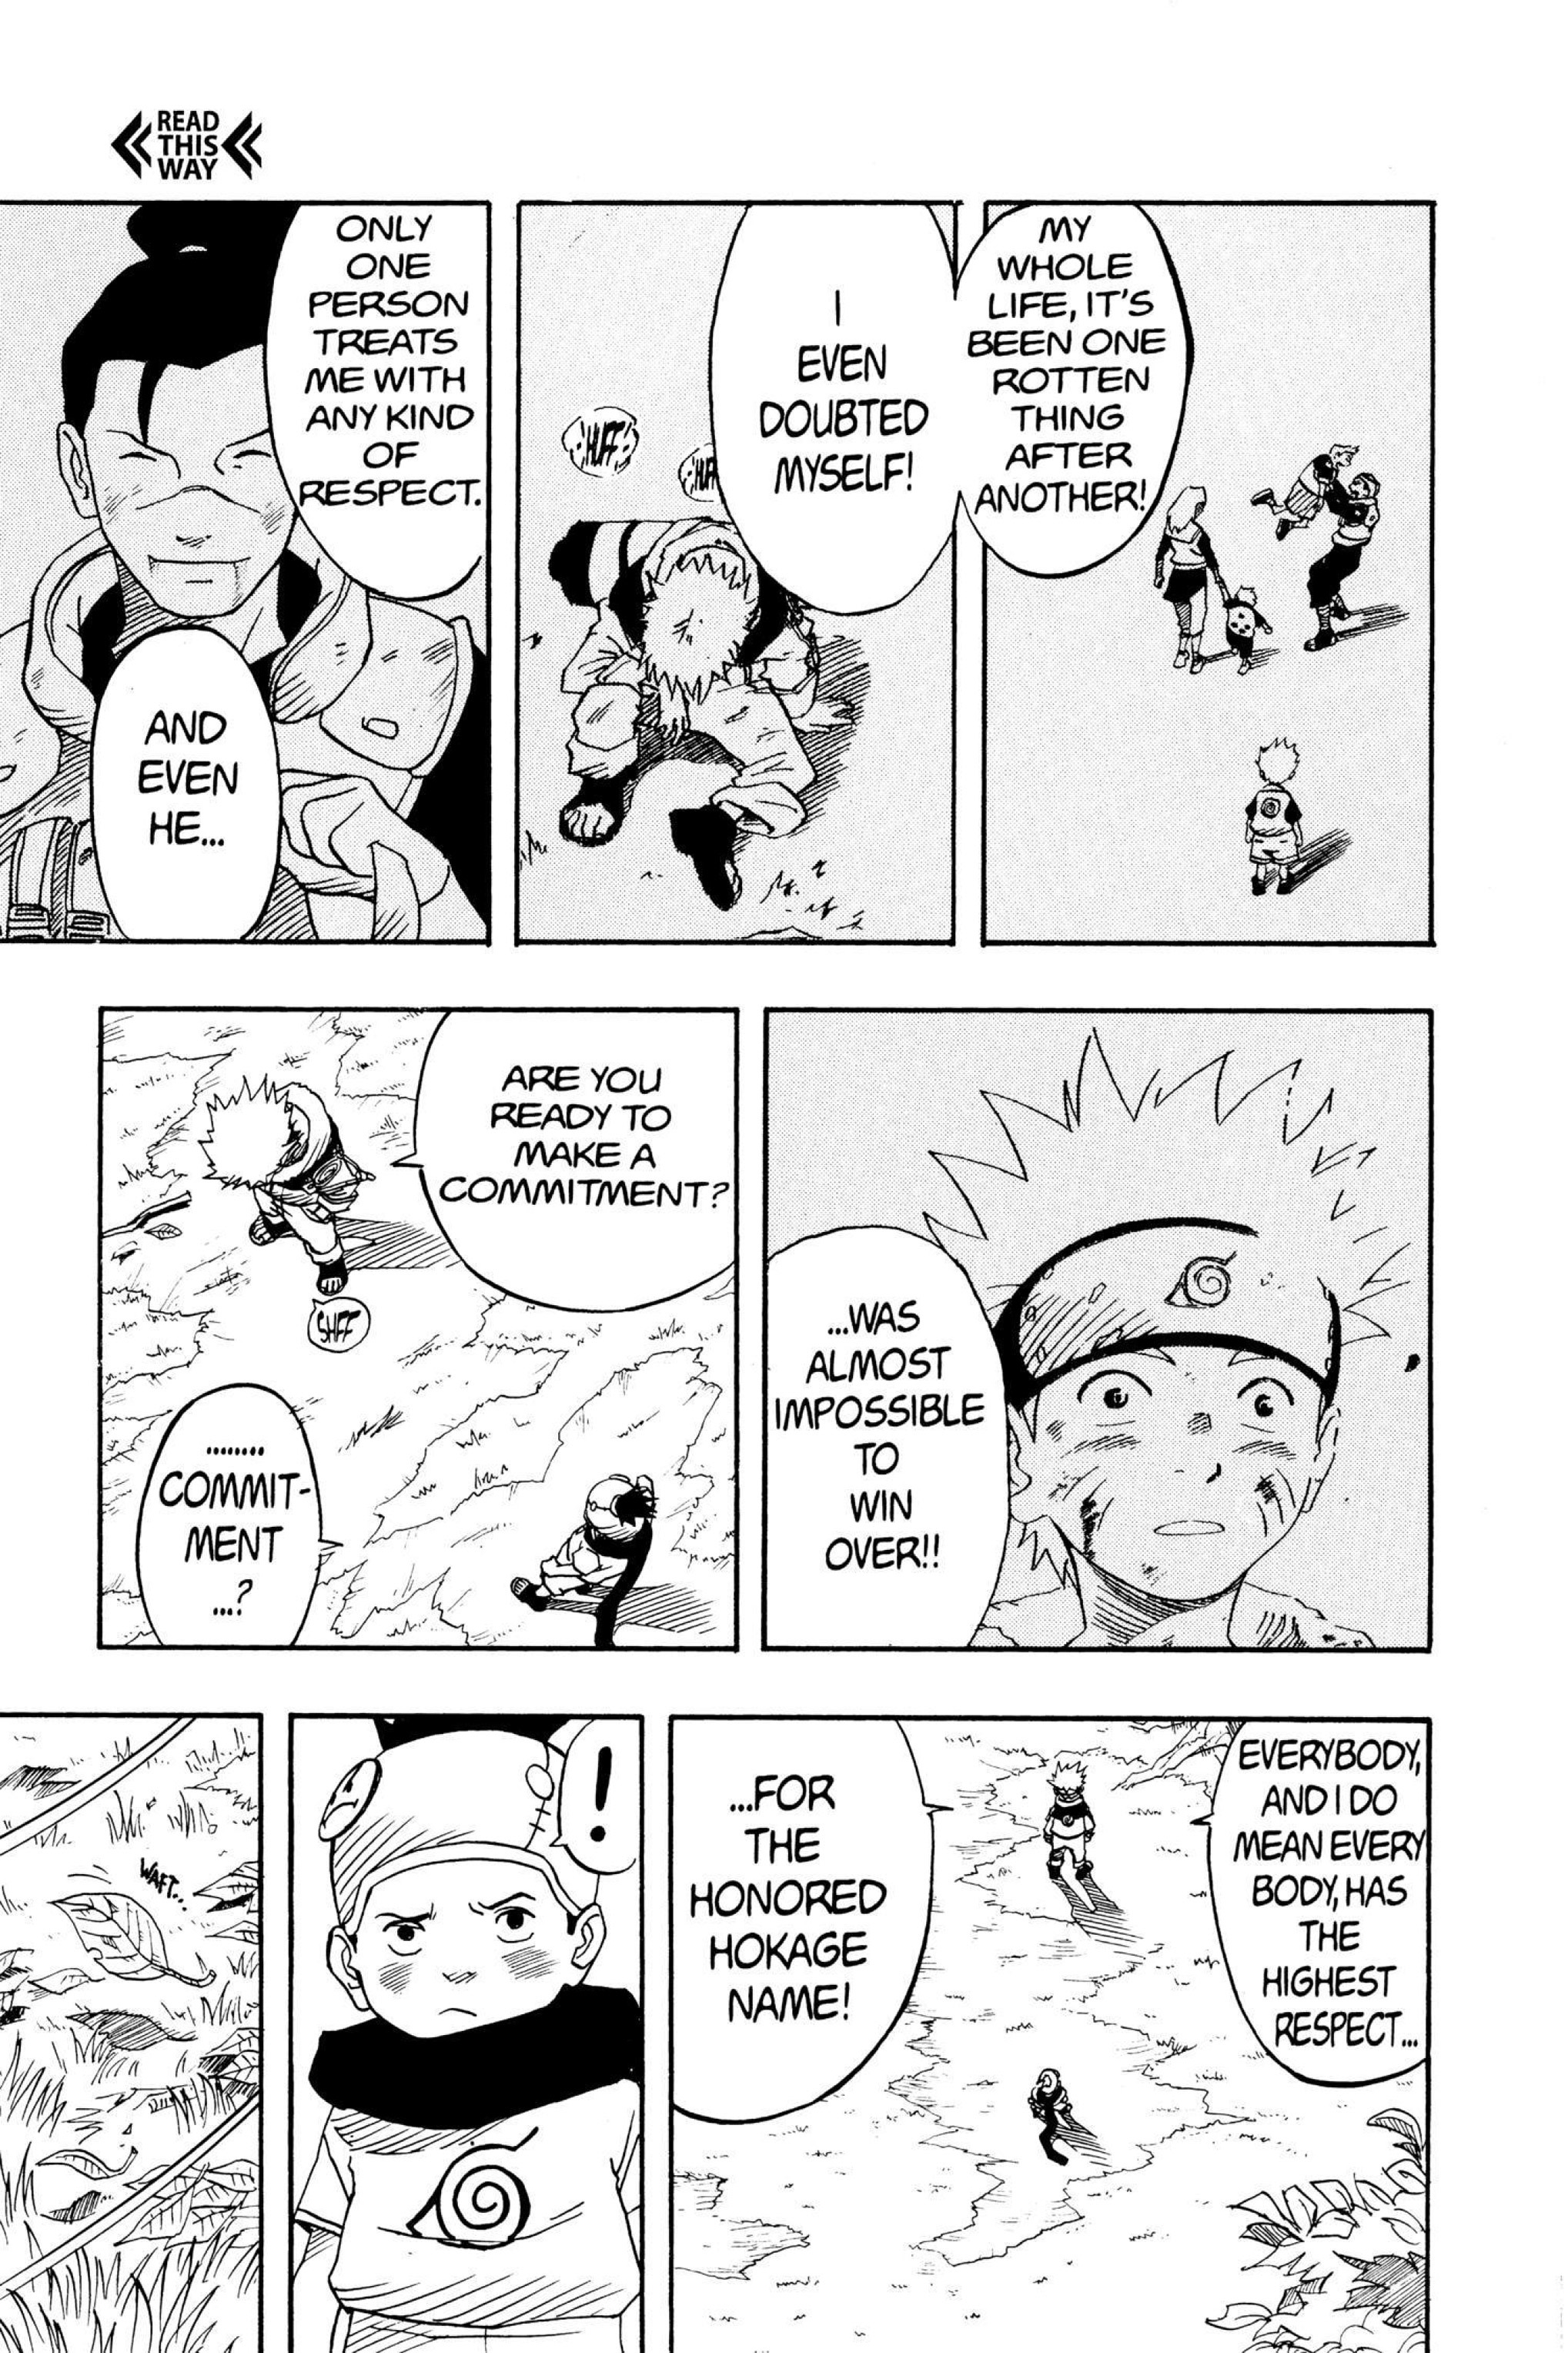 READ
THIS
WAY
MY
WHOLE
LIFE, IT'S
BEEN ONE
ROTTEN
THING
AFTER
ANOTHER!
I
EVEN
DOUBTED
MYSELF!
HUFF
HUFF
ONLY
ONE
PERSON
TREATS
ME WITH
ANY KIND
OF
RESPECT.
AND
EVEN
HE...
...WAS
ALMOST
IMPOSSIBLE
TO
WIN
OVER!!
ARE YOU
READY TO
MAKE A
COMMITMENT?
SHFF
........
COMMIT-
MENT
...?
EVERYBODY,
AND I DO
MEAN EVERY
BODY, HAS
THE
HIGHEST
RESPECT...
...FOR
THE
HONORED
HOKAGE
NAME!
!
WAFT...